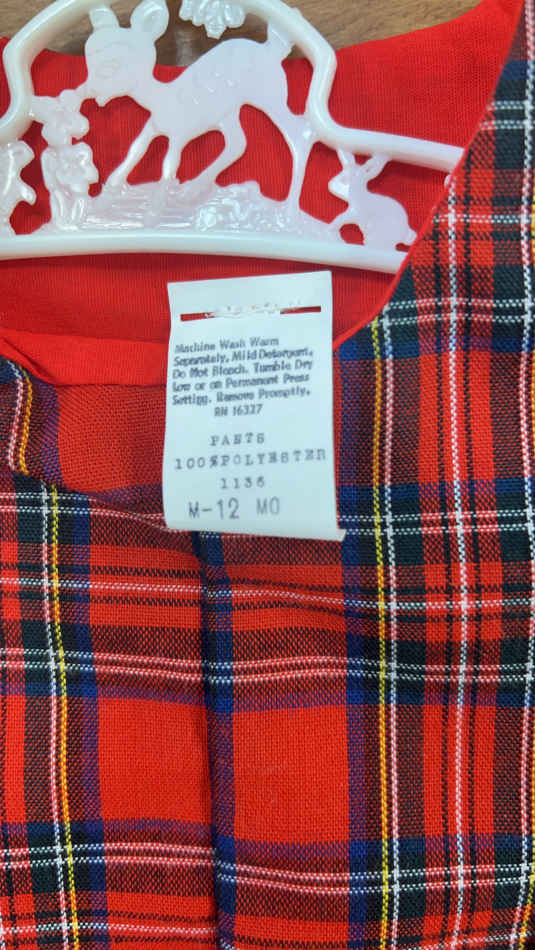 Machine Wash Warm
Separately, Mild Detergent,
Do Not Bleach. Tumble Dry
low or on Permanent Press
Setting. Remove Promptly.
RN 16327
PANTS
100%POLYESTER
1136
M-12 MO